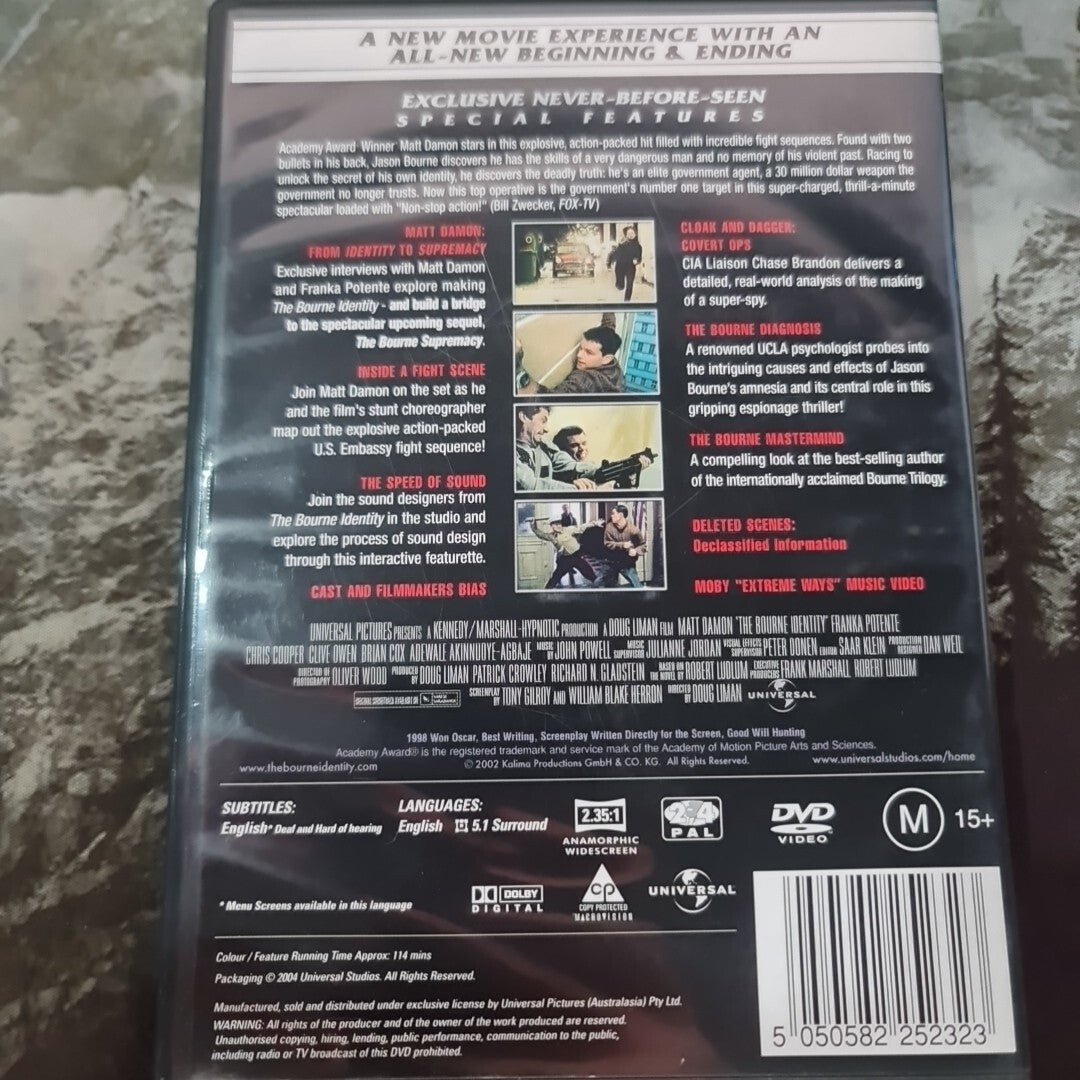 A NEW MOVIE EXPERIENCE WITH AN
ALL-NEW BEGINNING & ENDING
EXCLUSIVE NEVER-BEFORE-SEEN
SPECIAL FEATURES
Academy Award Winner Matt Damon stars in this explosive, action-packed hit filled with incredible fight sequences. Found with two
bullets in his back, Jason Bourne discovers he has the skills of a very dangerous man and no memory of his violent past. Racing to
unlock the secret of his own identity, he discovers the deadly truth: he's an elite government agent, a 30 million dollar weapon the
government no longer trusts. Now this top operative is the government's number one target in this super-charged, thrill-a-minute
spectacular loaded with "Non-stop action!" (Bill Zwecker, FOX-TV)
MATT DAMON:
FROM IDENTITY TO SUPREMACY
Exclusive interviews with Matt Damon
and Franka Potente explore making
The Bourne Identity - and build a bridge
to the spectacular upcoming sequel,
The Bourne Supremacy.
INSIDE A FIGHT SCENE
Join Matt Damon on the set as he
and the film's stunt choreographer
map out the explosive action-packed
U.S. Embassy fight sequence!
THE SPEED OF SOUND
Join the sound designers from
The Bourne Identity in the studio and
explore the process of sound design
through this interactive featurette.
CAST AND FILMMAKERS BIAS
CLOAK AND DAGGER:
COVERT OPS
CIA Liaison Chase Brandon delivers a
detailed, real-world analysis of the making
of a super-spy.
THE BOURNE DIAGNOSIS
A renowned UCLA psychologist probes into
the intriguing causes and effects of Jason
Bourne's amnesia and its central role in this
gripping espionage thriller!
THE BOURNE MASTERMIND
A compelling look at the best-selling author
of the internationally acclaimed Bourne Trilogy.
DELETED SCENES:
Declassified Information
MOBY "EXTREME WAYS" MUSIC VIDEO
UNIVERSAL PICTURES PRESENTS A KENNEDY/MARSHALL-HYPNOTIC PRODUCTION A DOUG LIMAN FILM MATT DAMON "THE BOURNE IDENTITY" FRANKA POTENTE
CHRIS COOPER CLIVE OWEN BRIAN COX ADEWALE AKINNUOYE-AGBAJE MUSIC BY JOHN POWELL MUSIC SUPERVISOR JULIANNE JORDAN VISUAL EFFECTS SUPERVISOR PETER DONEN EDITOR SAAR KLEIN PRODUCTION DESIGNER DAN WEIL
DIRECTOR OF PHOTOGRAPHY OLIVER WOOD PRODUCED BY DOUG LIMAN PATRICK CROWLEY RICHARD N. GLADSTEIN BASED ON THE NOVEL BY ROBERT LUDLUM EXECUTIVE PRODUCERS FRANK MARSHALL ROBERT LUDLUM
ORIGINAL SOUNDTRACK AVAILABLE ON SCREENPLAY BY TONY GILROY AND WILLIAM BLAKE HERRON DIRECTED BY DOUG LIMAN UNIVERSAL
1998 Won Oscar, Best Writing, Screenplay Written Directly for the Screen, Good Will Hunting
Academy Award® is the registered trademark and service mark of the Academy of Motion Picture Arts and Sciences.
www.thebourneidentity.com © 2002 Kalima Productions GmbH & CO. KG. All Rights Reserved. www.universalstudios.com/home
SUBTITLES:
English* Deaf and Hard of hearing
LANGUAGES:
English 5.1 Surround
2.35:1
ANAMORPHIC
WIDESCREEN
2-4
PAL
DVD
VIDEO
M 15+
* Menu Screens available in this language
DOLBY
DIGITAL
CP
COPY PROTECTED
MACROVISION
UNIVERSAL
Colour / Feature Running Time Approx: 114 mins
Packaging © 2004 Universal Studios. All Rights Reserved.
Manufactured, sold and distributed under exclusive license by Universal Pictures (Australasia) Pty Ltd.
WARNING: All rights of the producer and of the owner of the work produced are reserved.
Unauthorised copying, hiring, lending, public performance, communication to the public,
including radio or TV broadcast of this DVD prohibited.
5 050582 252323